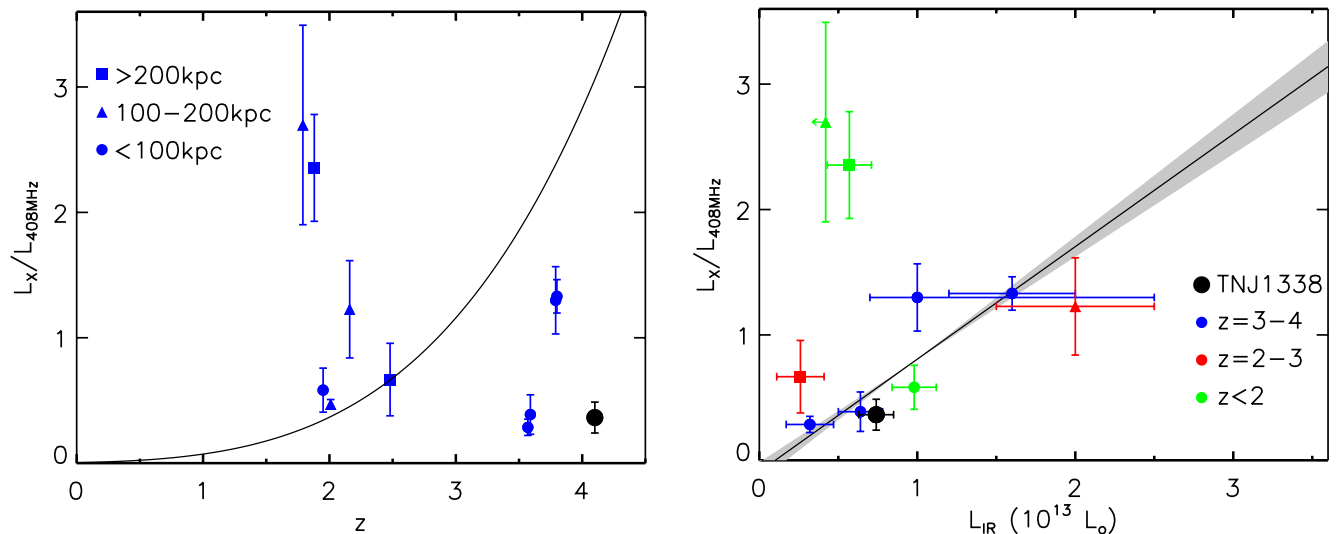 >200kpc
100−200kpc
<100kpc
3
2
1
0
0 1 2 3 4
z
L_X/L_408MHz
3
2
1
0
0 1 2 3
L_IR (10^13 L_o)
L_X/L_408MHz
TNJ1338
z=3−4
z=2−3
z<2